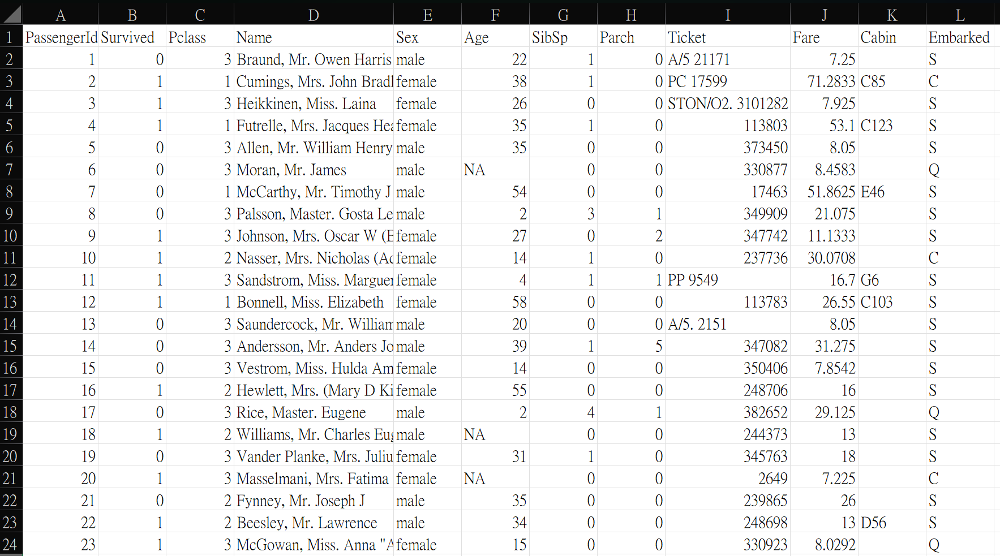 A B C D E F G H I J K L
1 PassengerId Survived Pclass Name Sex Age SibSp Parch Ticket Fare Cabin Embarked
2 1 0 3 Braund, Mr. Owen Harris male 22 1 0 A/5 21171 7.25 S
3 2 1 1 Cumings, Mrs. John Bradl female 38 1 0 PC 17599 71.2833 C85 C
4 3 1 3 Heikkinen, Miss. Laina female 26 0 0 STON/O2. 3101282 7.925 S
5 4 1 1 Futrelle, Mrs. Jacques Hea female 35 1 0 113803 53.1 C123 S
6 5 0 3 Allen, Mr. William Henry male 35 0 0 373450 8.05 S
7 6 0 3 Moran, Mr. James male NA 0 0 330877 8.4583 Q
8 7 0 1 McCarthy, Mr. Timothy J male 54 0 0 17463 51.8625 E46 S
9 8 0 3 Palsson, Master. Gosta Le male 2 3 1 349909 21.075 S
10 9 1 3 Johnson, Mrs. Oscar W (E female 27 0 2 347742 11.1333 S
11 10 1 2 Nasser, Mrs. Nicholas (Ad female 14 1 0 237736 30.0708 C
12 11 1 3 Sandstrom, Miss. Marguer female 4 1 1 PP 9549 16.7 G6 S
13 12 1 1 Bonnell, Miss. Elizabeth female 58 0 0 113783 26.55 C103 S
14 13 0 3 Saundercock, Mr. William male 20 0 0 A/5. 2151 8.05 S
15 14 0 3 Andersson, Mr. Anders Jo male 39 1 5 347082 31.275 S
16 15 0 3 Vestrom, Miss. Hulda Am female 14 0 0 350406 7.8542 S
17 16 1 2 Hewlett, Mrs. (Mary D Ki female 55 0 0 248706 16 S
18 17 0 3 Rice, Master. Eugene male 2 4 1 382652 29.125 Q
19 18 1 2 Williams, Mr. Charles Eug male NA 0 0 244373 13 S
20 19 0 3 Vander Planke, Mrs. Juliu female 31 1 0 345763 18 S
21 20 1 3 Masselmani, Mrs. Fatima female NA 0 0 2649 7.225 C
22 21 0 2 Fynney, Mr. Joseph J male 35 0 0 239865 26 S
23 22 1 2 Beesley, Mr. Lawrence male 34 0 0 248698 13 D56 S
24 23 1 3 McGowan, Miss. Anna "A female 15 0 0 330923 8.0292 Q